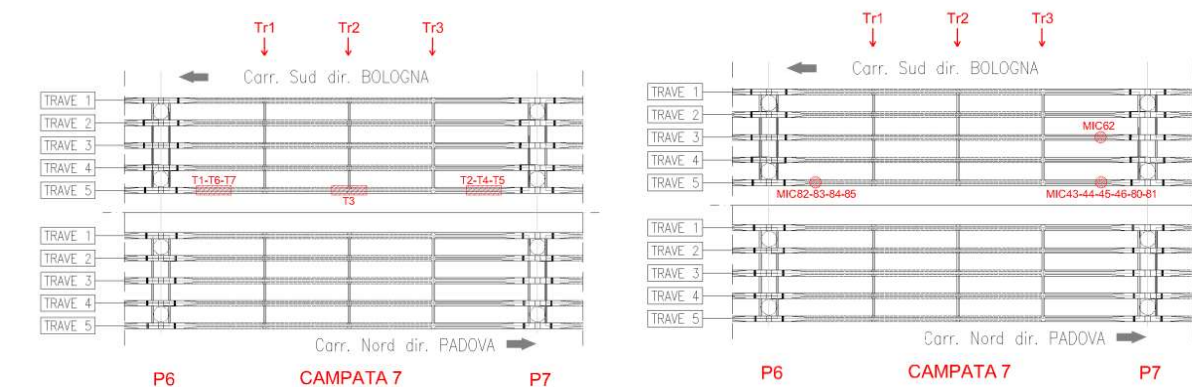 Tr1 Tr2 Tr3
Carr. Sud dir. BOLOGNA
TRAVE 1
TRAVE 2
TRAVE 3
TRAVE 4
TRAVE 5
T1-T6-T7
T3
T2-T4-T5
TRAVE 1
TRAVE 2
TRAVE 3
TRAVE 4
TRAVE 5
Carr. Nord dir. PADOVA
P6 CAMPATA 7 P7
Tr1 Tr2 Tr3
Carr. Sud dir. BOLOGNA
TRAVE 1
TRAVE 2
TRAVE 3
MIC62
TRAVE 4
TRAVE 5
MIC82-83-84-85
MIC43-44-45-46-80-81
TRAVE 1
TRAVE 2
TRAVE 3
TRAVE 4
TRAVE 5
Carr. Nord dir. PADOVA
P6 CAMPATA 7 P7